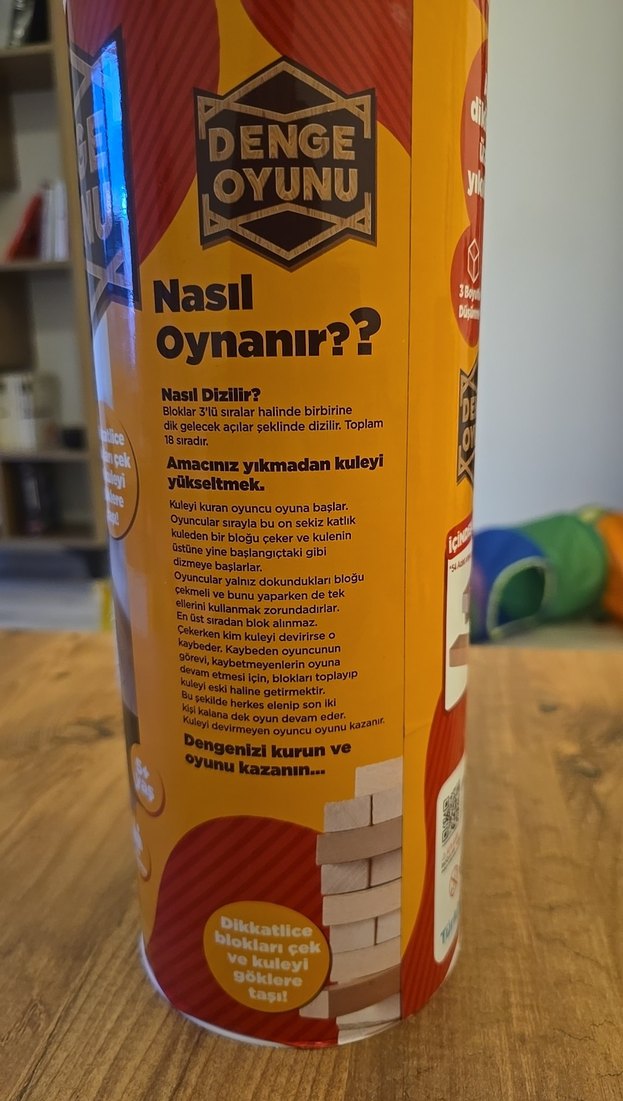 DENGE
OYUNU
Nasıl
Oynanır??
Nasıl Dizilir?
Bloklar 3'lü sıralar halinde birbirine
dik gelecek açılar şeklinde dizilir. Toplam
18 sıradır.
Amacınız yıkmadan kuleyi
yükseltmek.
Kuleyi kuran oyuncu oyuna başlar.
Oyuncular sırayla bu on sekiz katlık
kuleden bir bloğu çeker ve kulenin
üstüne yine başlangıçtaki gibi
dizmeye başlarlar.
Oyuncular yalnız dokundukları bloğu
çekmeli ve bunu yaparken de tek
ellerini kullanmak zorundadırlar.
En üst sıradan blok alınmaz.
Çekerken kim kuleyi devirirse o
kaybeder. Kaybeden oyuncunun
görevi, kaybetmeyenlerin oyuna
devam etmesi için, blokları toplayıp
kuleyi eski haline getirmektir.
Bu şekilde herkes elenip son iki
kişi kalana dek oyun devam eder.
Kuleyi devirmeyen oyuncu oyunu kazanır.
Dengenizi kurun ve
oyunu kazanın...
Dikkatlice
blokları çek
ve kuleyi
göklere
taşı!
5+
yaş